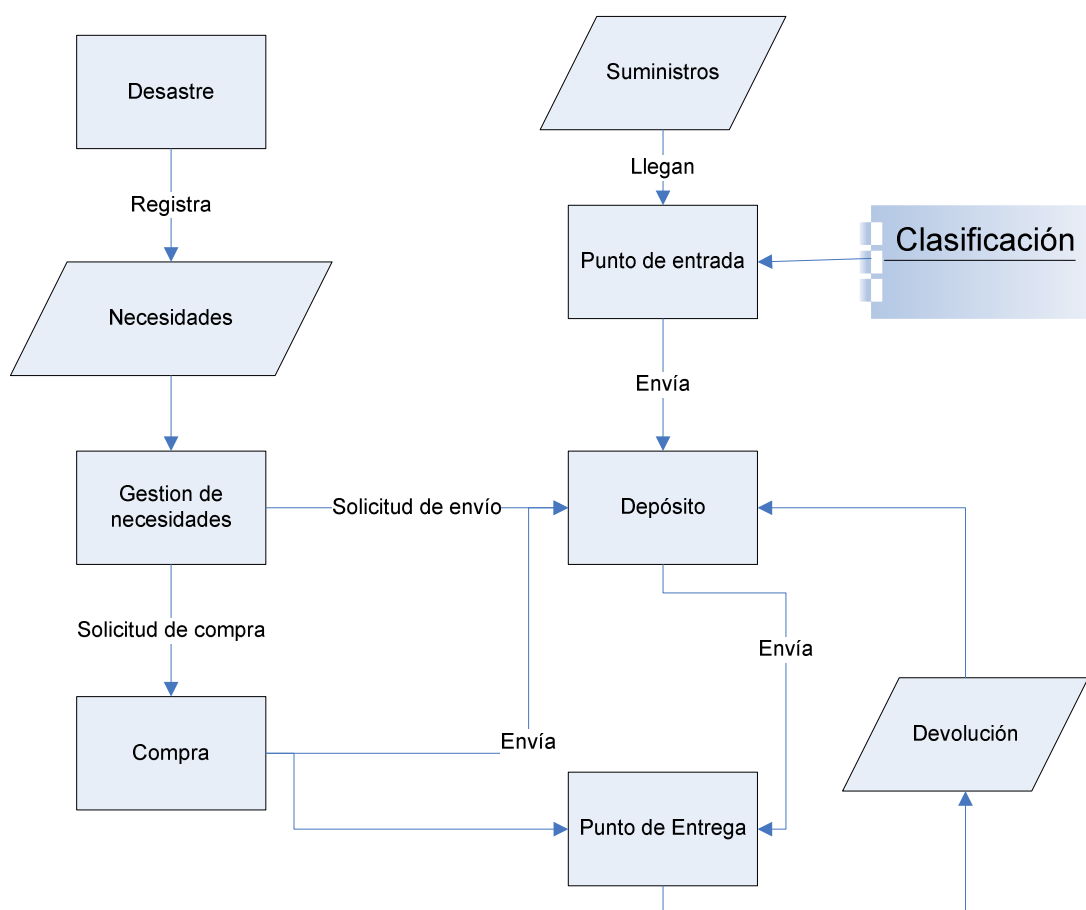 Desastre
Suministros
Llegan
Registra
Clasificación
Punto de entrada
Necesidades
Envía
Gestion de
necesidades
Solicitud de envío
Depósito
Solicitud de compra
Envía
Devolución
Envía
Compra
Punto de Entrega